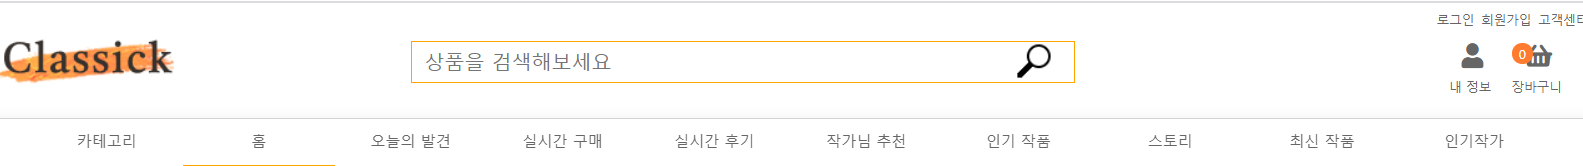 로그인 회원가입 고객센터
Classick
상품을 검색해보세요
0
내 정보 장바구니
카테고리 홈 오늘의 발견 실시간 구매 실시간 후기 작가님 추천 인기 작품 스토리 최신 작품 인기작가